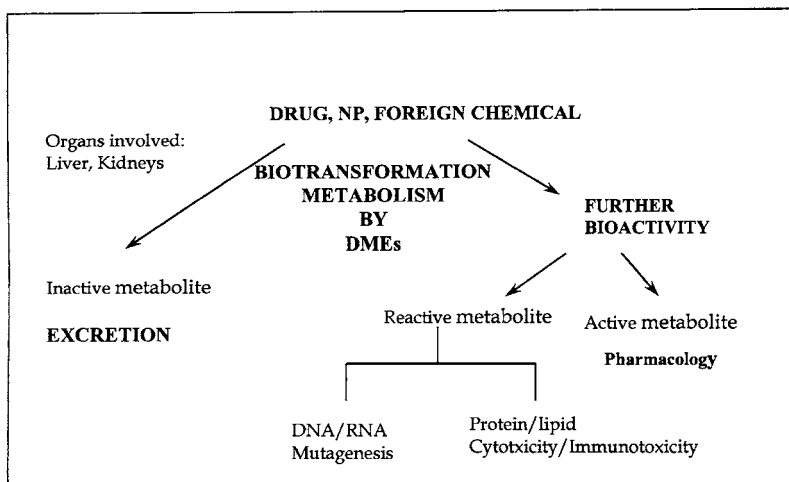 DRUG, NP, FOREIGN CHEMICAL
Organs involved:
Liver, Kidneys
BIOTRANSFORMATION
METABOLISM
BY
DMEs
FURTHER
BIOACTIVITY
Inactive metabolite
EXCRETION
Reactive metabolite
Active metabolite
Pharmacology
DNA/RNA
Mutagenesis
Protein/lipid
Cytotxicity/Immunotoxicity